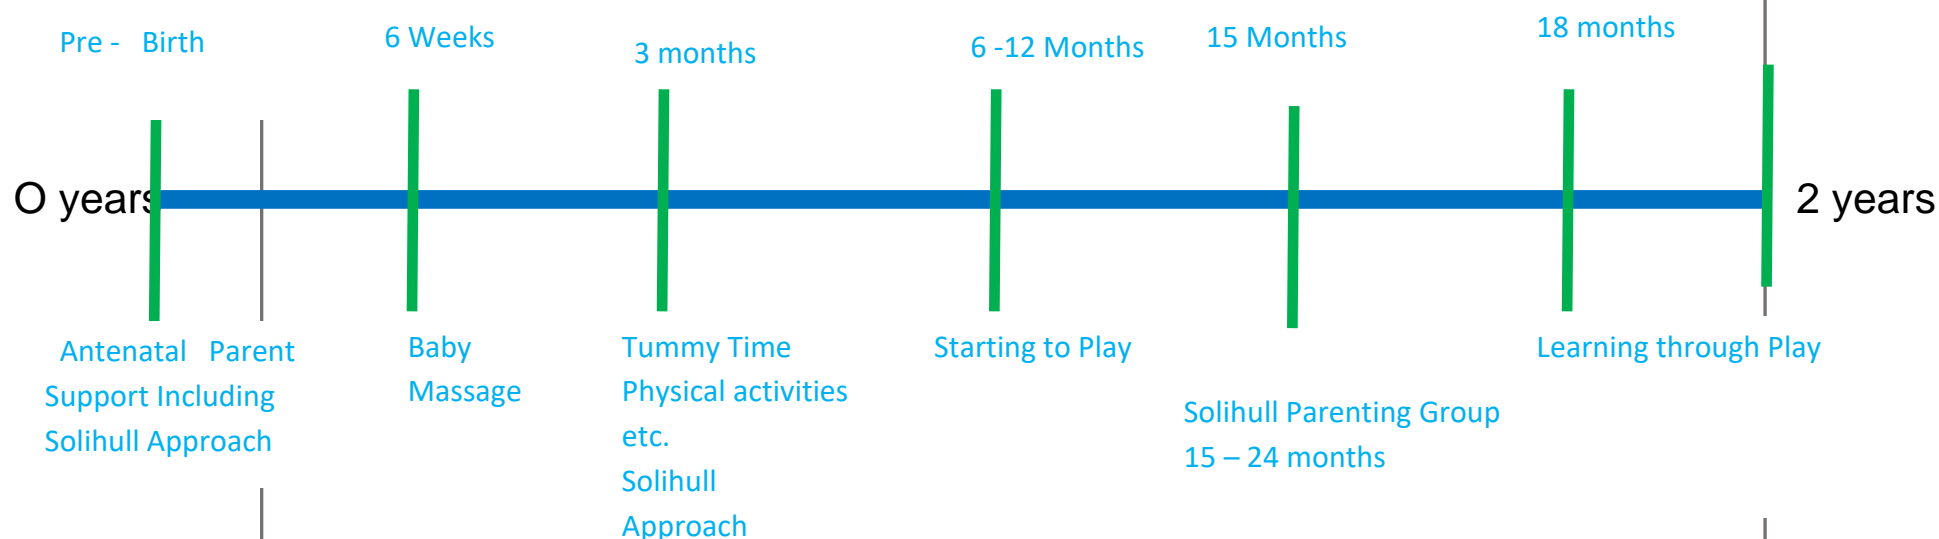 Pre - Birth
6 Weeks
3 months
6 -12 Months
15 Months
18 months
O years
2 years
Antenatal Parent
Support Including
Solihull Approach
Baby
Massage
Tummy Time
Physical activities
etc.
Solihull
Approach
Starting to Play
Solihull Parenting Group
15 – 24 months
Learning through Play